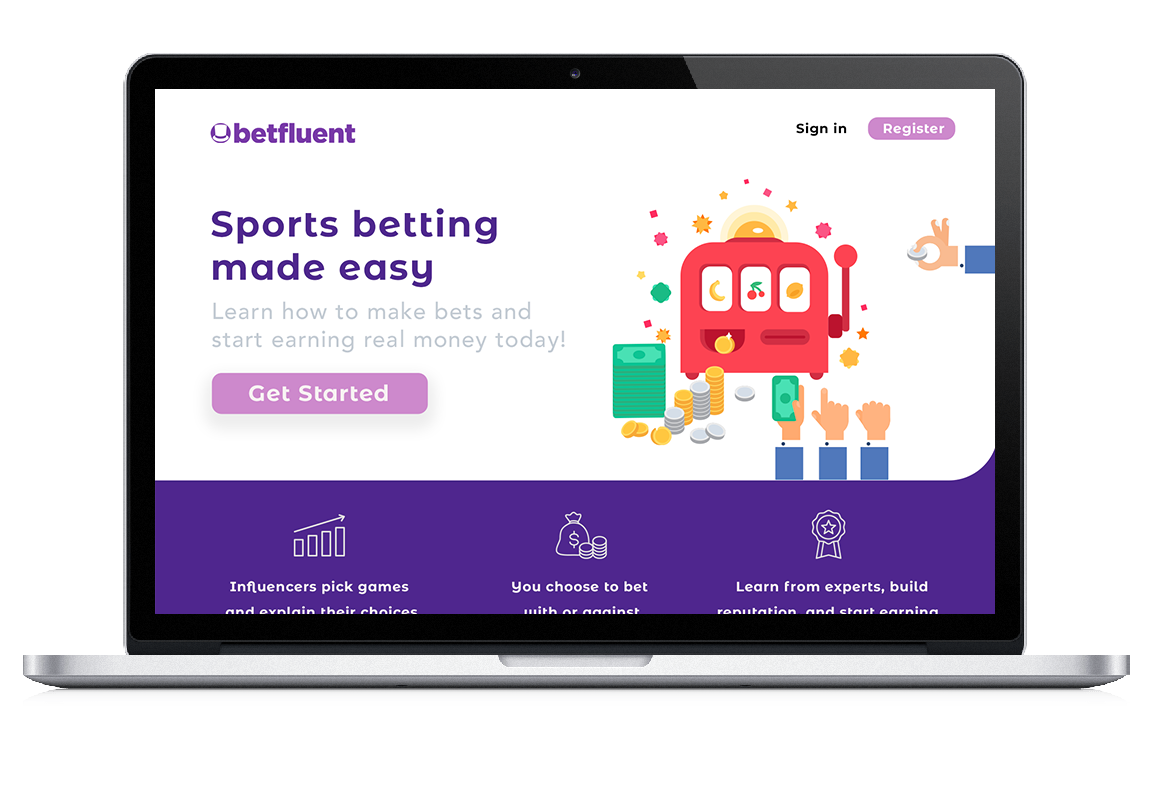 betfluent
Sign in
Register
Sports betting
made easy
Learn how to make bets and
start earning real money today!
Get Started
$
Influencers pick games
and explain their choices
You choose to bet
with or against
Learn from experts, build
reputation, and start earning